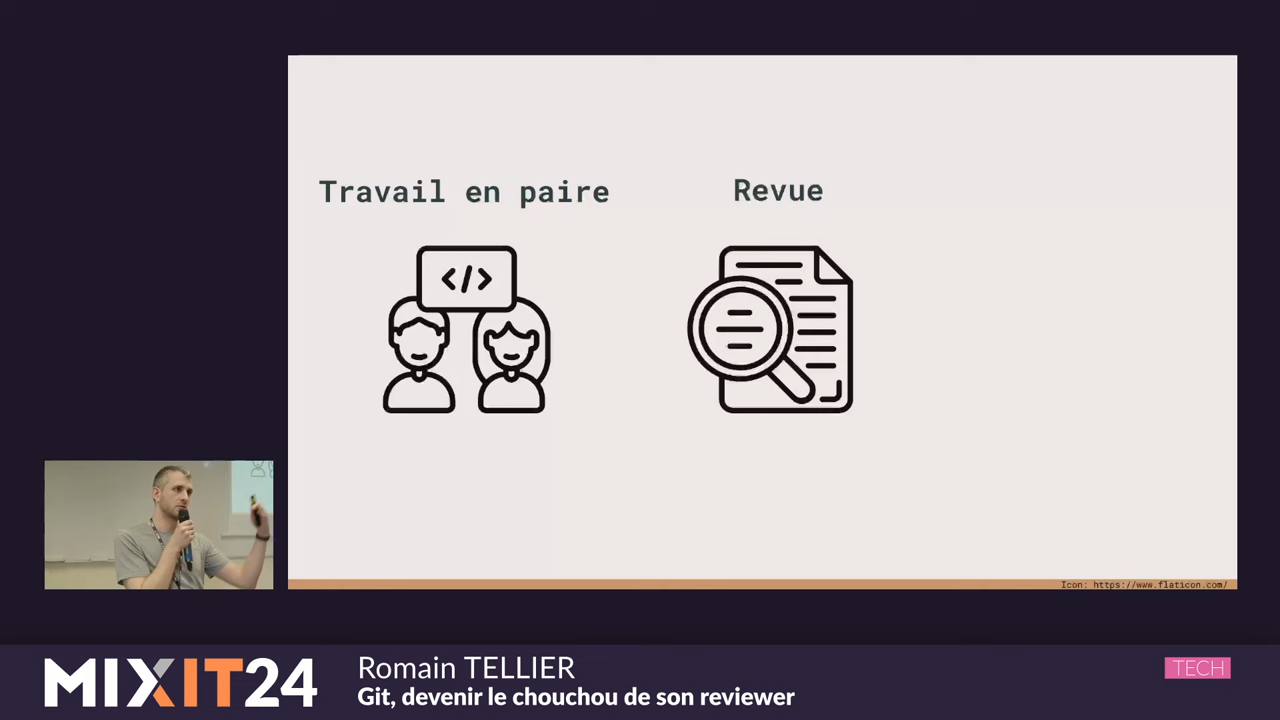 Travail en paire
Revue
</>
Icon: https://www.flaticon.com/
MIXIT24
Romain TELLIER
Git, devenir le chouchou de son reviewer
TECH